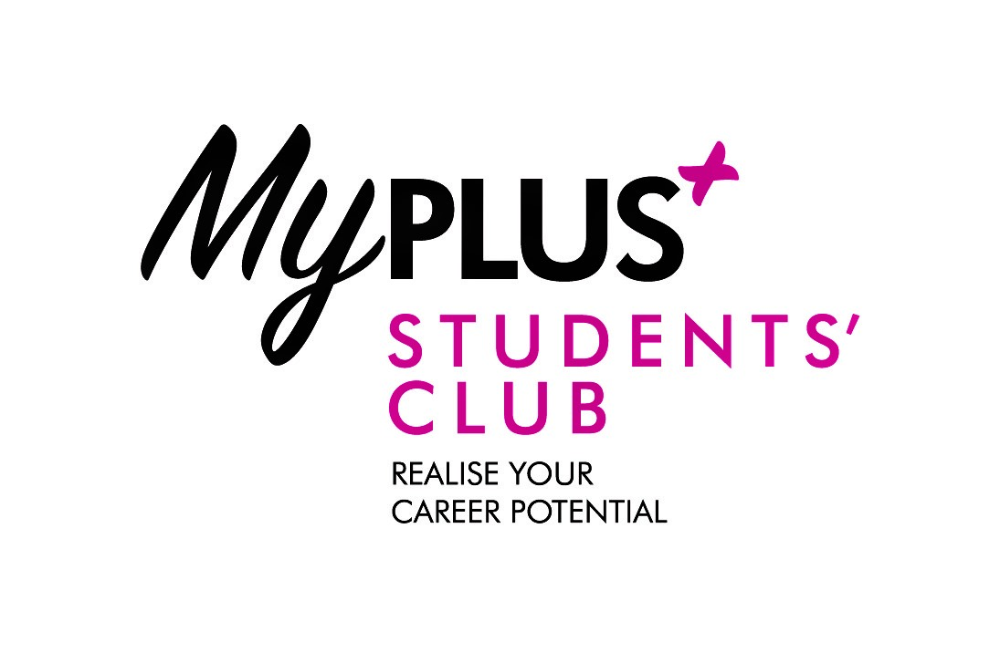 MyPLUS+
STUDENTS’
CLUB
REALISE YOUR
CAREER POTENTIAL